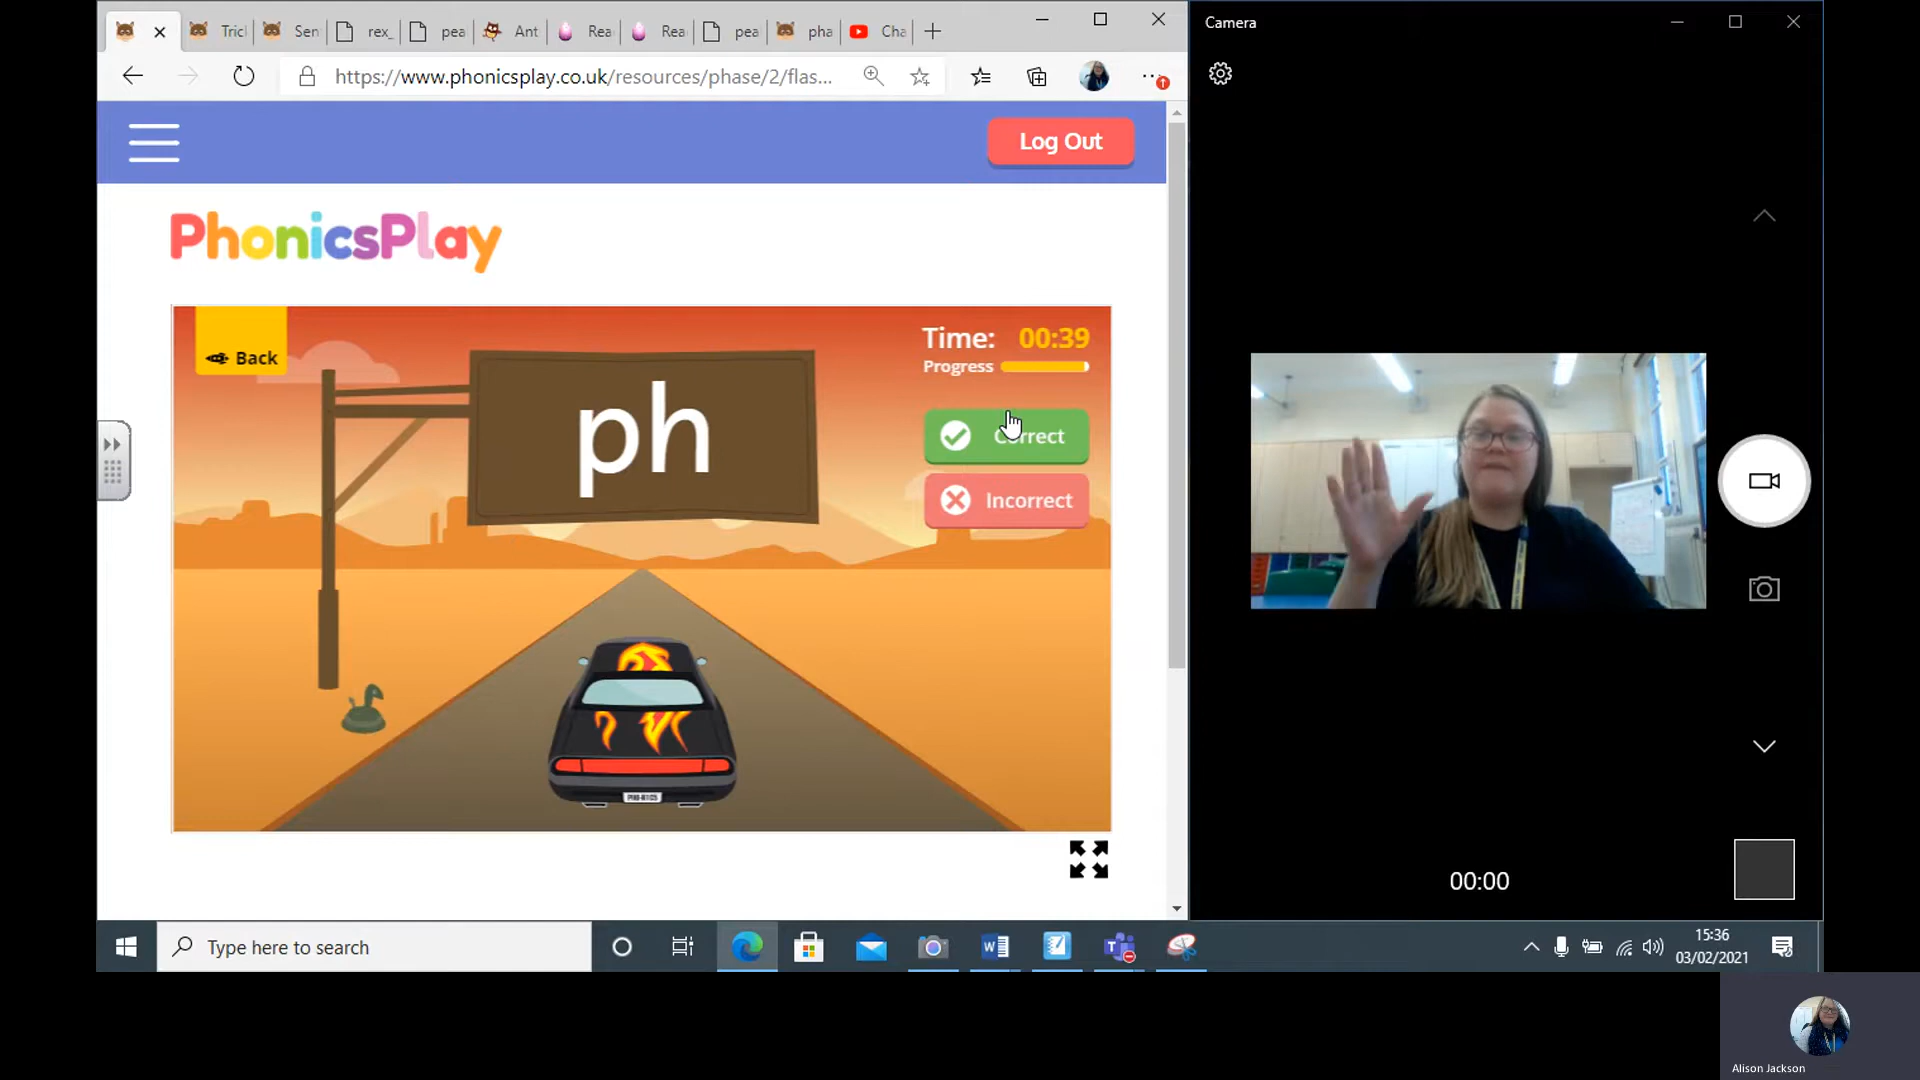 Tric
Sen
rex_
pea
Ant
Rea
Rea
pea
pha
Cha
Camera
https://www.phonicsplay.co.uk/resources/phase/2/flas...
Log Out
PhonicsPlay
Back
Time: 00:39
Progress
ph
Correct
Incorrect
00:00
Type here to search
15:36
03/02/2021
Alison Jackson